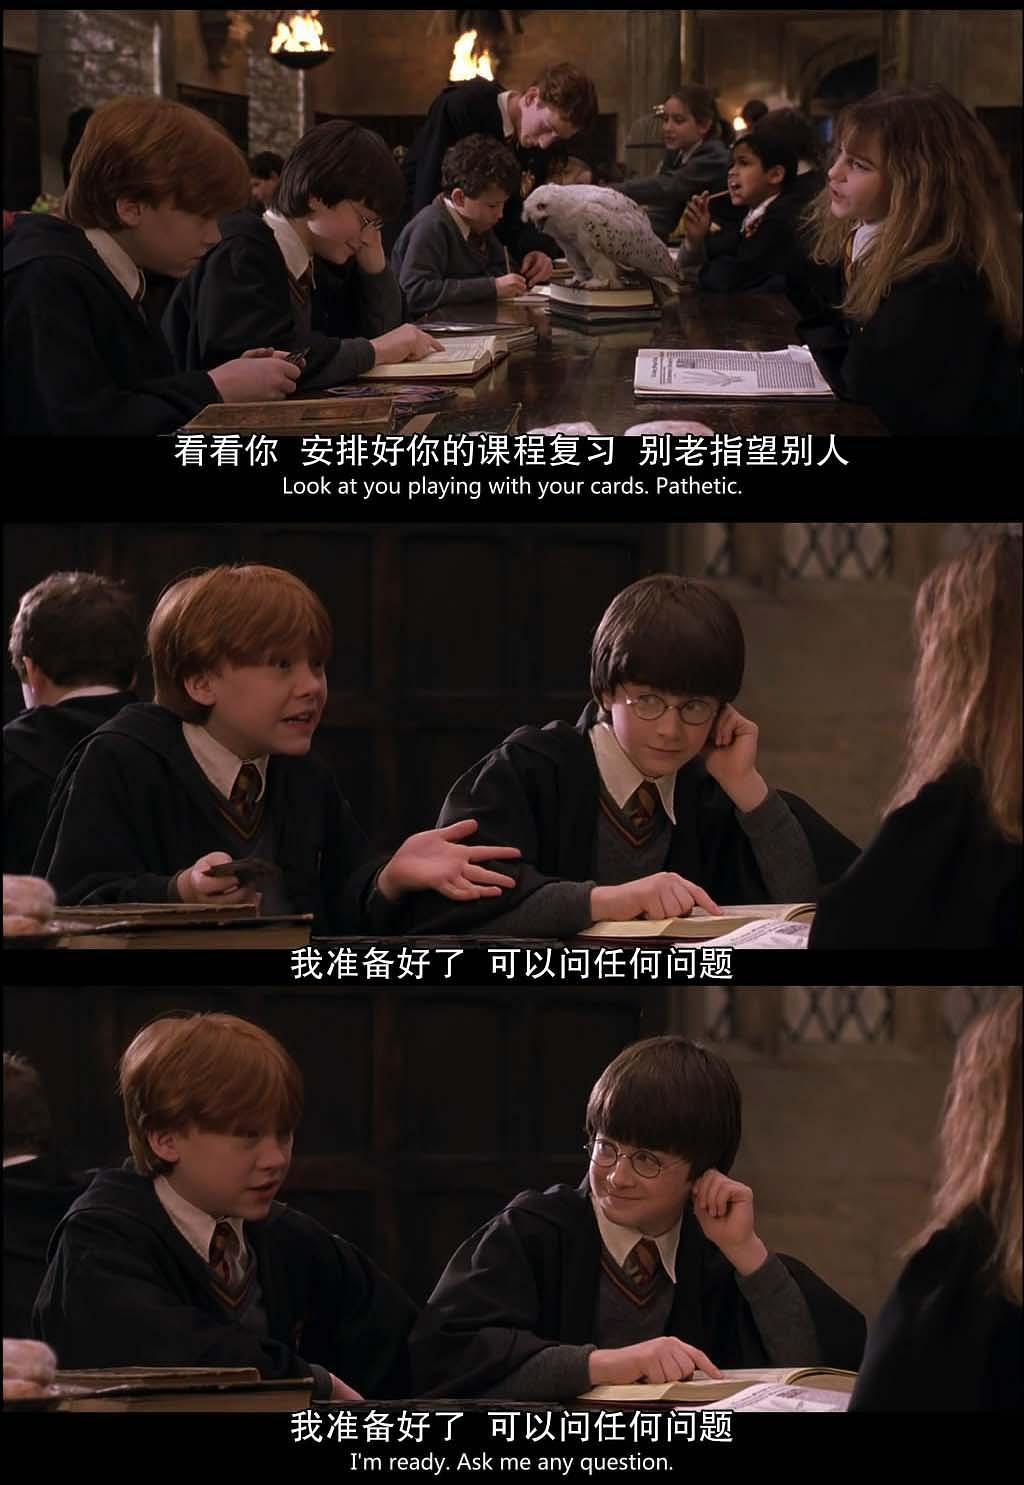 看看你 安排好你的课程复习 别老指望别人
Look at you playing with your cards. Pathetic.
我准备好了 可以问任何问题
我准备好了 可以问任何问题
I'm ready. Ask me any question.